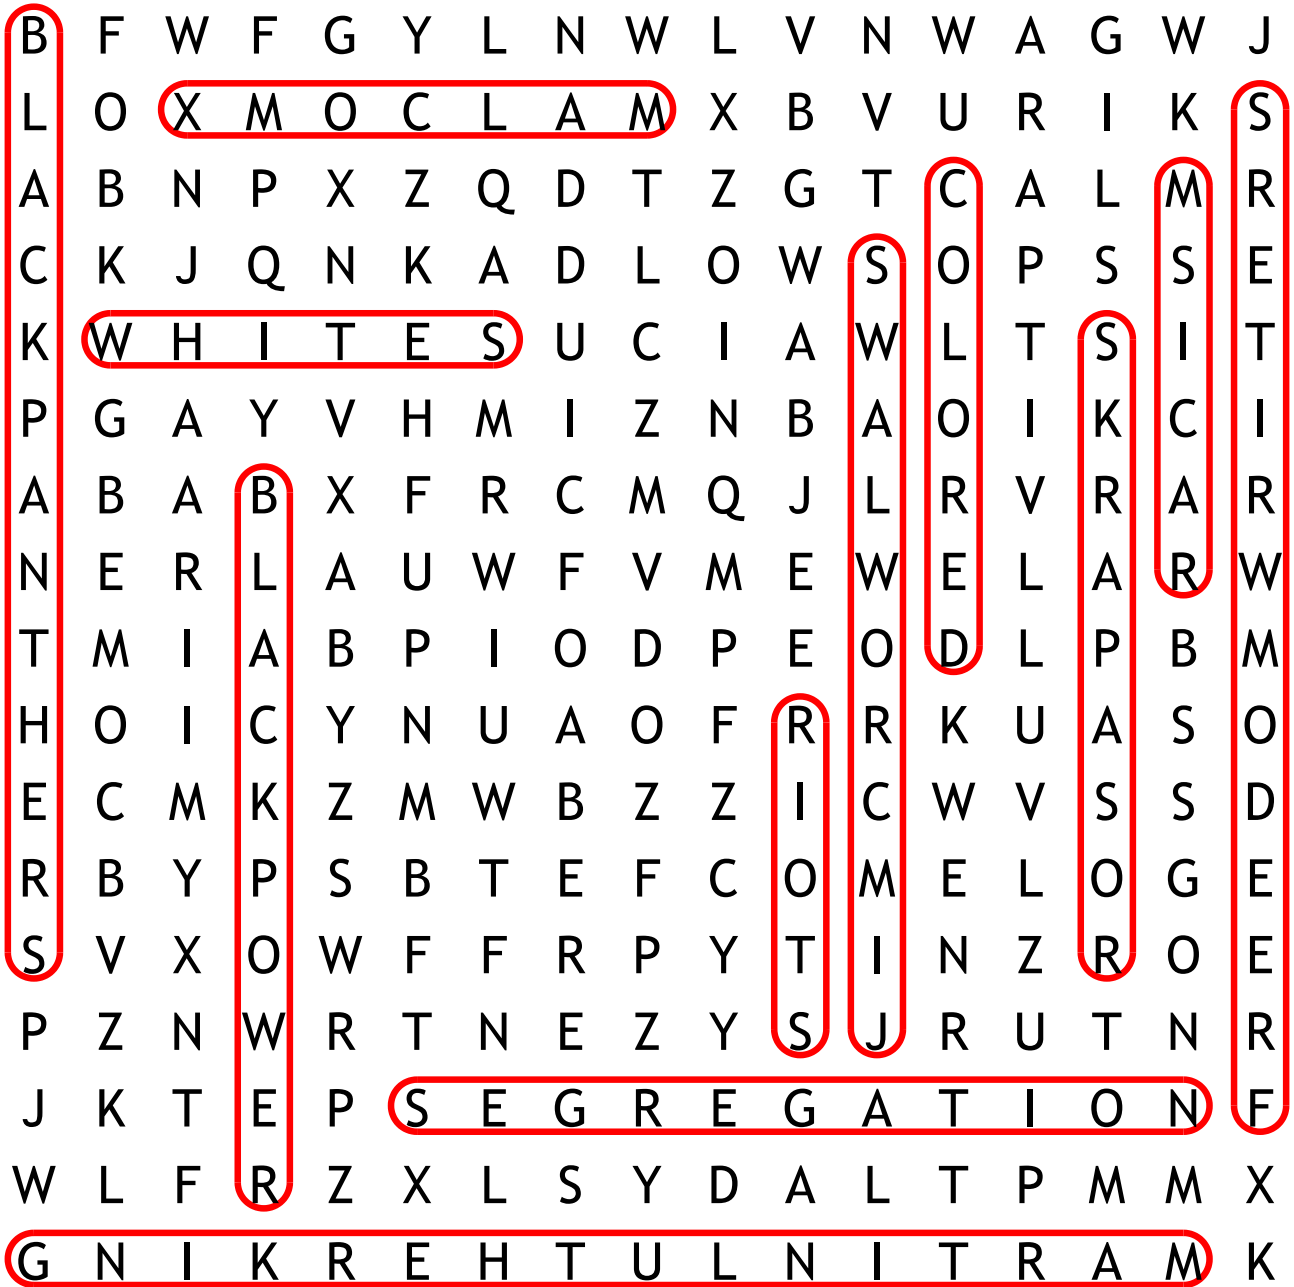 B F W F G Y L N W L V N W A G W J
L O X M O C L A M X B V U R I K S
A B N P X Z Q D T Z G T C A L M R
C K J Q N K A D L O W S O P S S E
K W H I T E S U C I A W L T S I T
P G A Y V H M I Z N B A O I K C I
A B A B X F R C M Q J L R V R A R
N E R L A U W F V M E W E L A R W
T M I A B P I O D P E O D L P B M
H O I C Y N U A O F R R K U A S O
E C M K Z M W B Z Z I C W V S S D
R B Y P S B T E F C O M E L O G E
S V X O W F F R P Y T I N Z R O E
P Z N W R T N E Z Y S J R U T N R
J K T E P S E G R E G A T I O N F
W L F R Z X L S Y D A L T P M M X
G N I K R E H T U L N I T R A M K